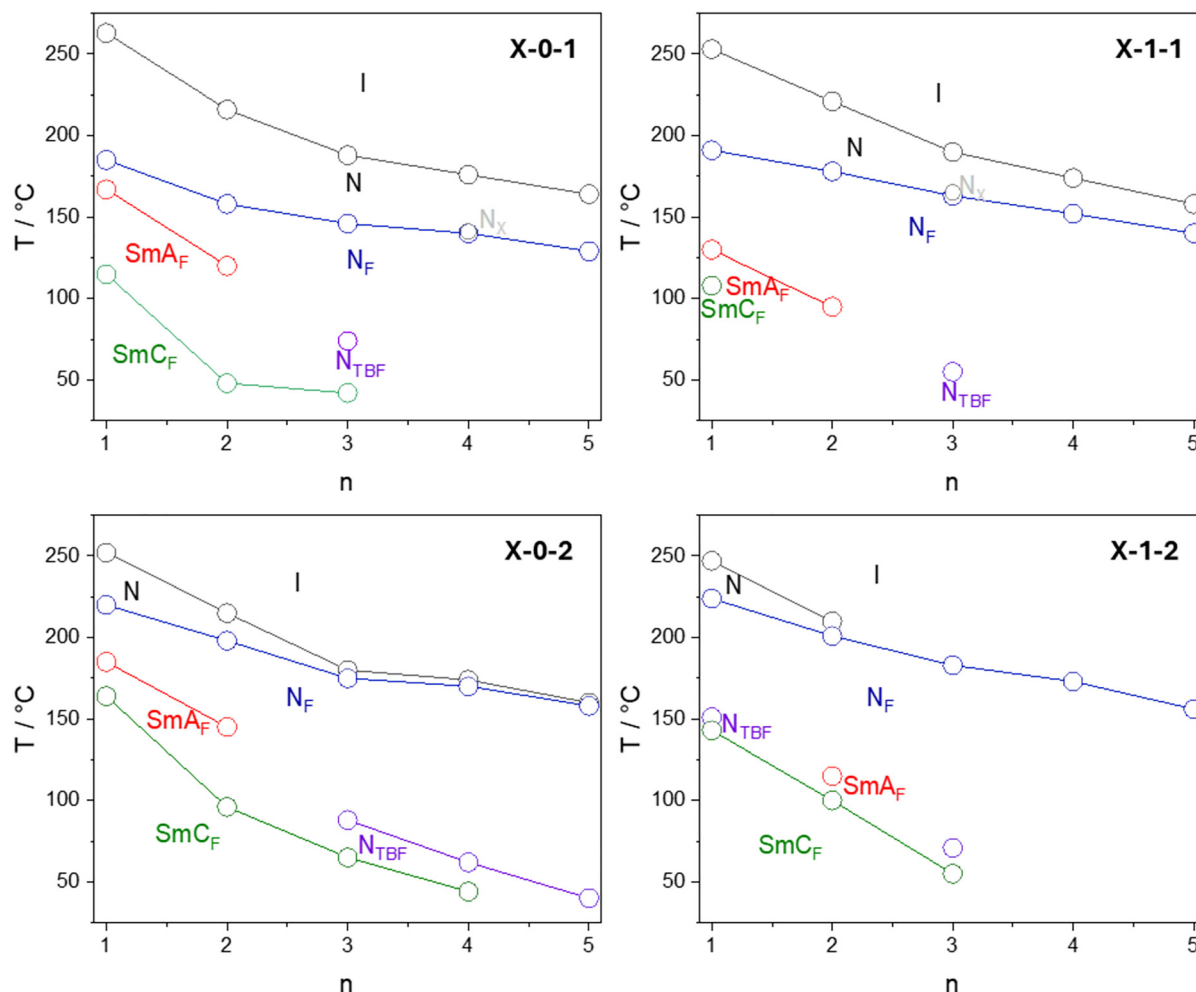 X-0-1
I
N
N_X
N_F
SmA_F
SmC_F
N_TBF
T / °C
250
200
150
100
50
1 2 3 4 5
n
X-1-1
I
N
N_X
N_F
SmA_F
SmC_F
N_TBF
T / °C
250
200
150
100
50
1 2 3 4 5
n
X-0-2
I
N
N_F
SmA_F
SmC_F
N_TBF
T / °C
250
200
150
100
50
1 2 3 4 5
n
X-1-2
I
N
N_F
N_TBF
SmA_F
SmC_F
T / °C
250
200
150
100
50
1 2 3 4 5
n